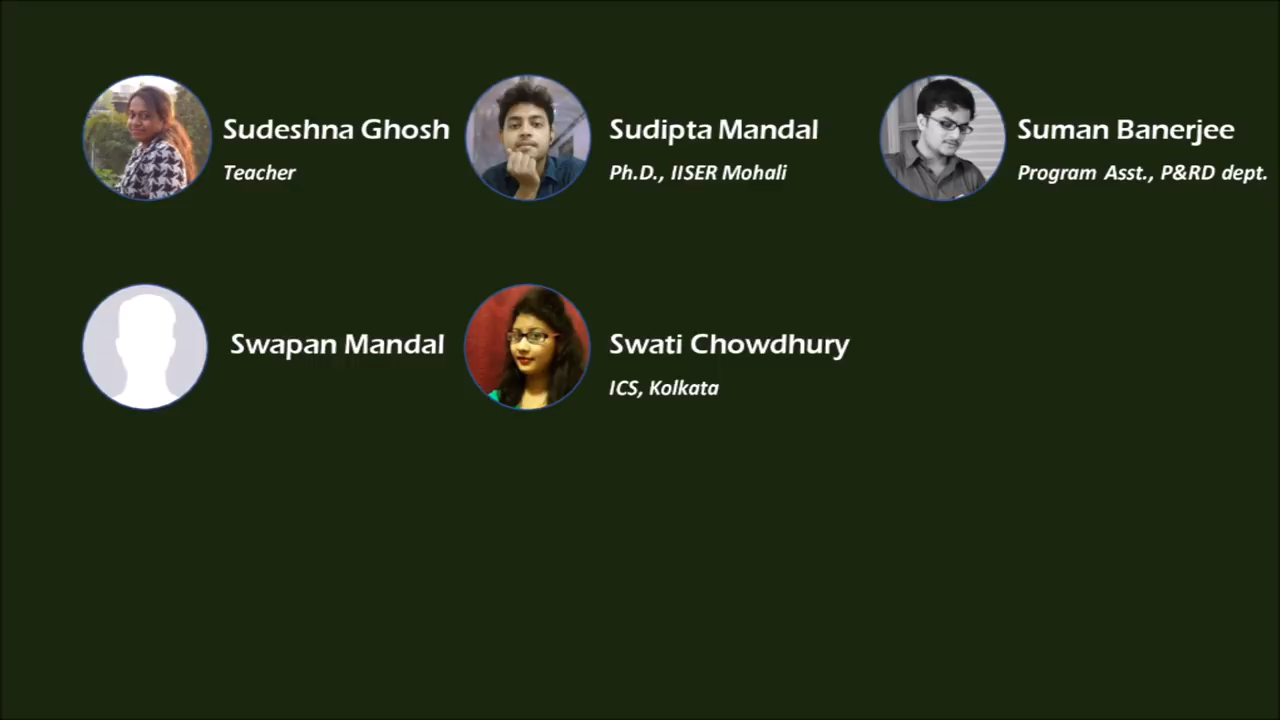 Sudeshna Ghosh
Teacher
Sudipta Mandal
Ph.D., IISER Mohali
Suman Banerjee
Program Asst., P&RD dept.
Swapan Mandal
Swati Chowdhury
ICS, Kolkata